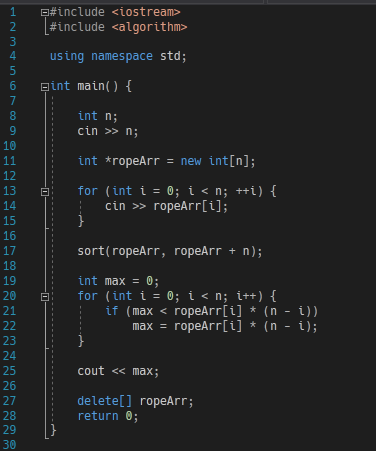 1 #include <iostream>
2 #include <algorithm>
3
4 using namespace std;
5
6 int main() {
7
8     int n;
9     cin >> n;
10
11     int *ropeArr = new int[n];
12
13     for (int i = 0; i < n; ++i) {
14         cin >> ropeArr[i];
15     }
16
17     sort(ropeArr, ropeArr + n);
18
19     int max = 0;
20     for (int i = 0; i < n; i++) {
21         if (max < ropeArr[i] * (n - i))
22             max = ropeArr[i] * (n - i);
23     }
24
25     cout << max;
26
27     delete[] ropeArr;
28     return 0;
29 }
30